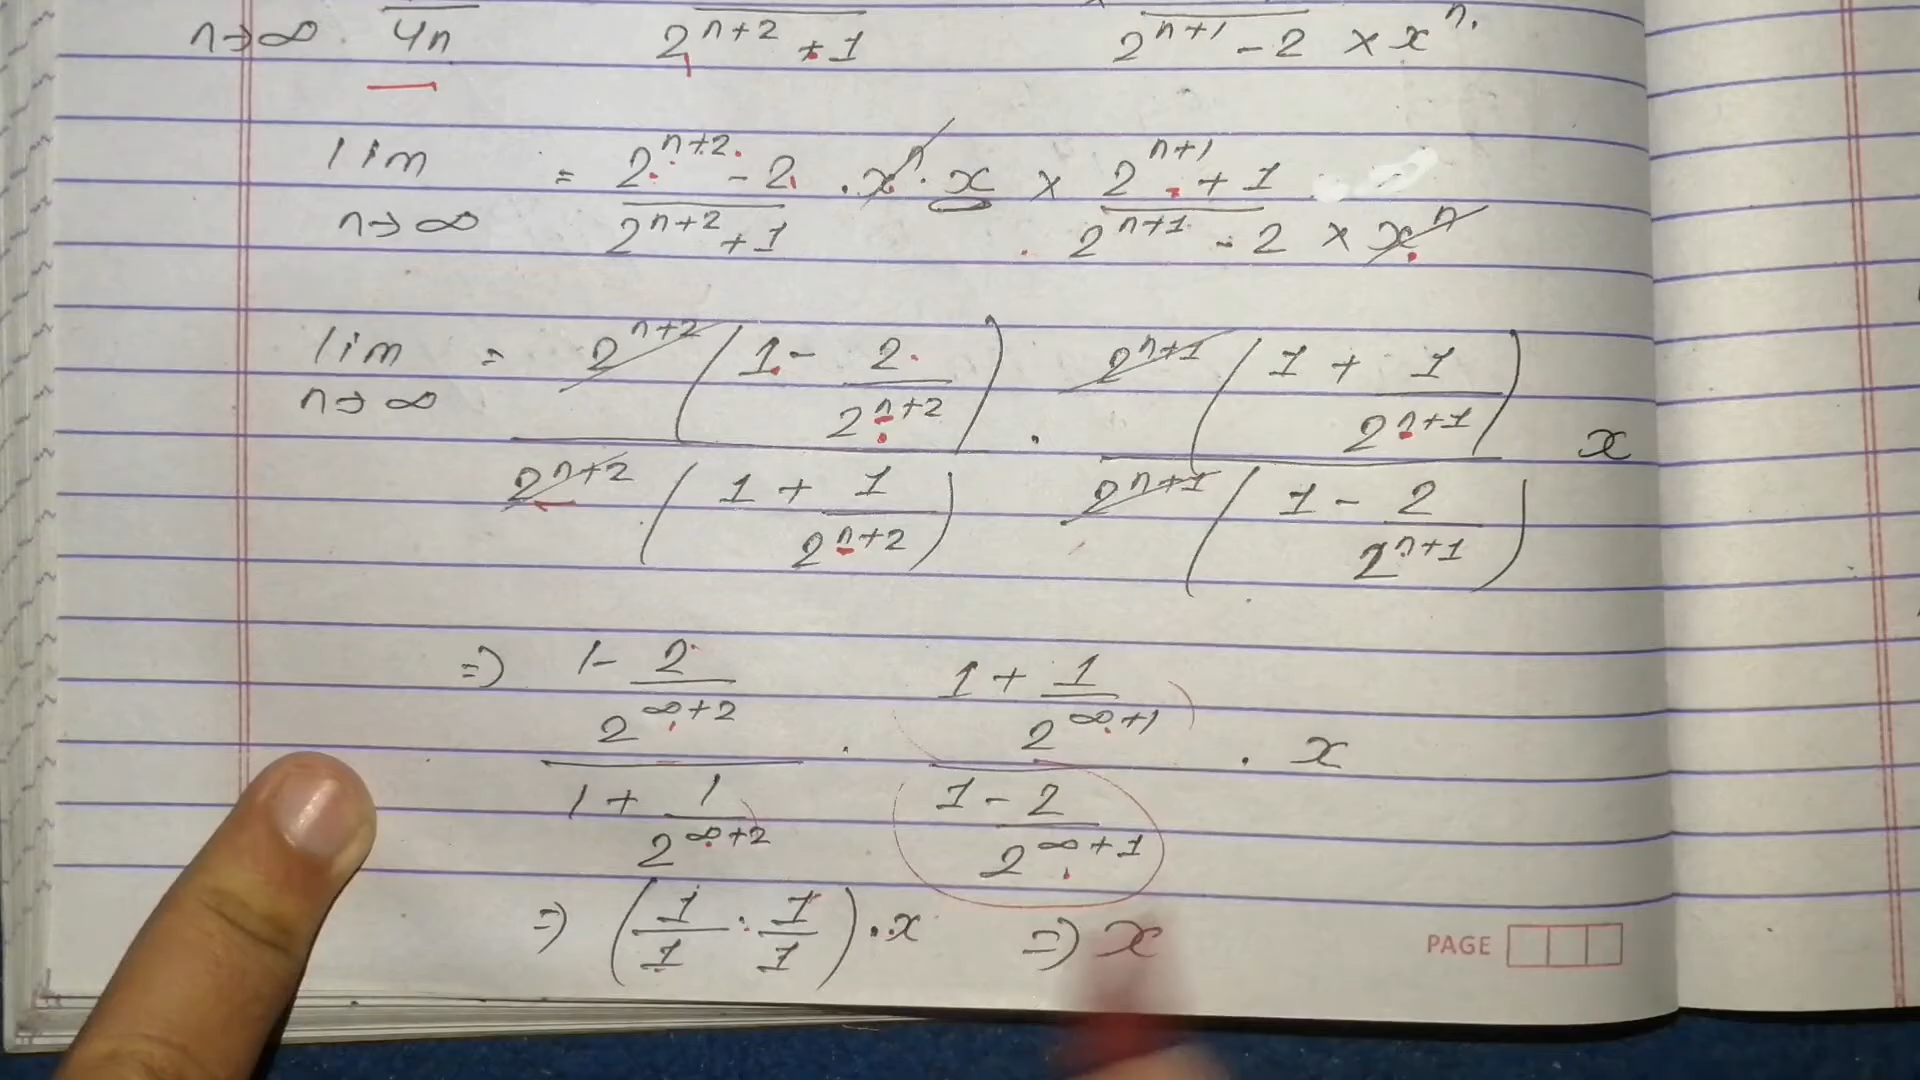 n→∞ 4n 2^{n+2} + 1 2^{n+1} - 2 × x^n.
lim = 2^{n+2} - 2 . x^n . x × 2^{n+1} + 1
n→∞ 2^{n+2} + 1 2^{n+1} - 2 × x^n
lim = 2^{n+2} ( 1 - 2 ) 2^{n+1} ( 1 + 1 )
n→∞ 2^{n+2} . 2^{n+1} x
2^{n+2} ( 1 + 1 ) 2^{n+1} ( 1 - 2 )
2^{n+2} 2^{n+1}
⇒ 1 - 2 1 + 1
2^{∞+2} . 2^{∞+1} . x
1 + 1 1 - 2
2^{∞+2} 2^{∞+1}
⇒ ( 1/1 . 1/1 ) . x ⇒ x
PAGE